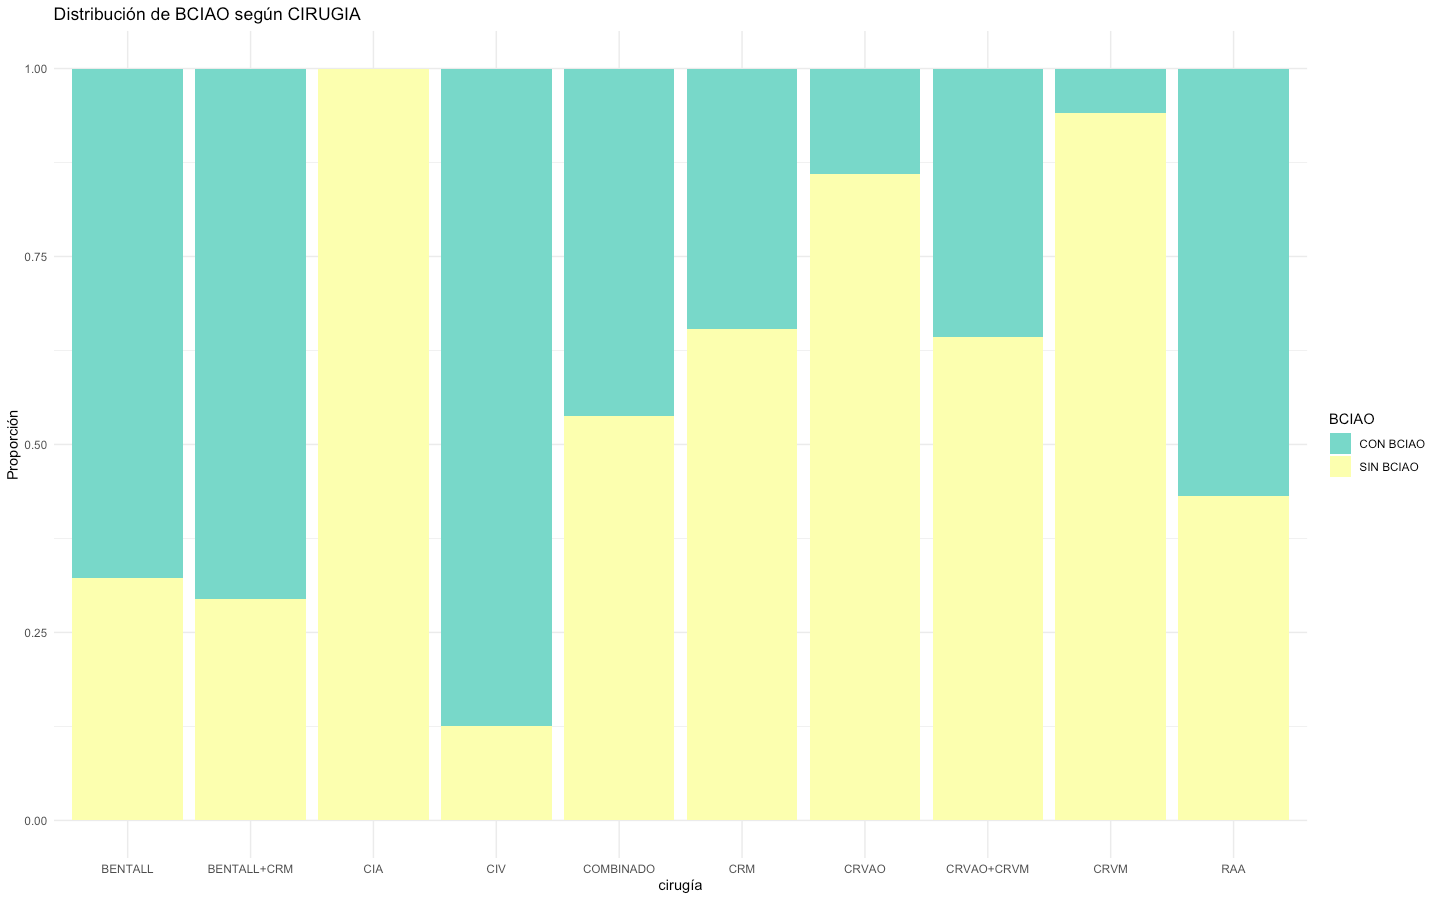 Distribución de BCIAO según CIRUGIA
1.00
0.75
0.50
0.25
0.00
Proporción
BENTALL BENTALL+CRM CIA CIV COMBINADO CRM CRVAO CRVAO+CRVM CRVM RAA
cirugía
BCIAO
CON BCIAO
SIN BCIAO